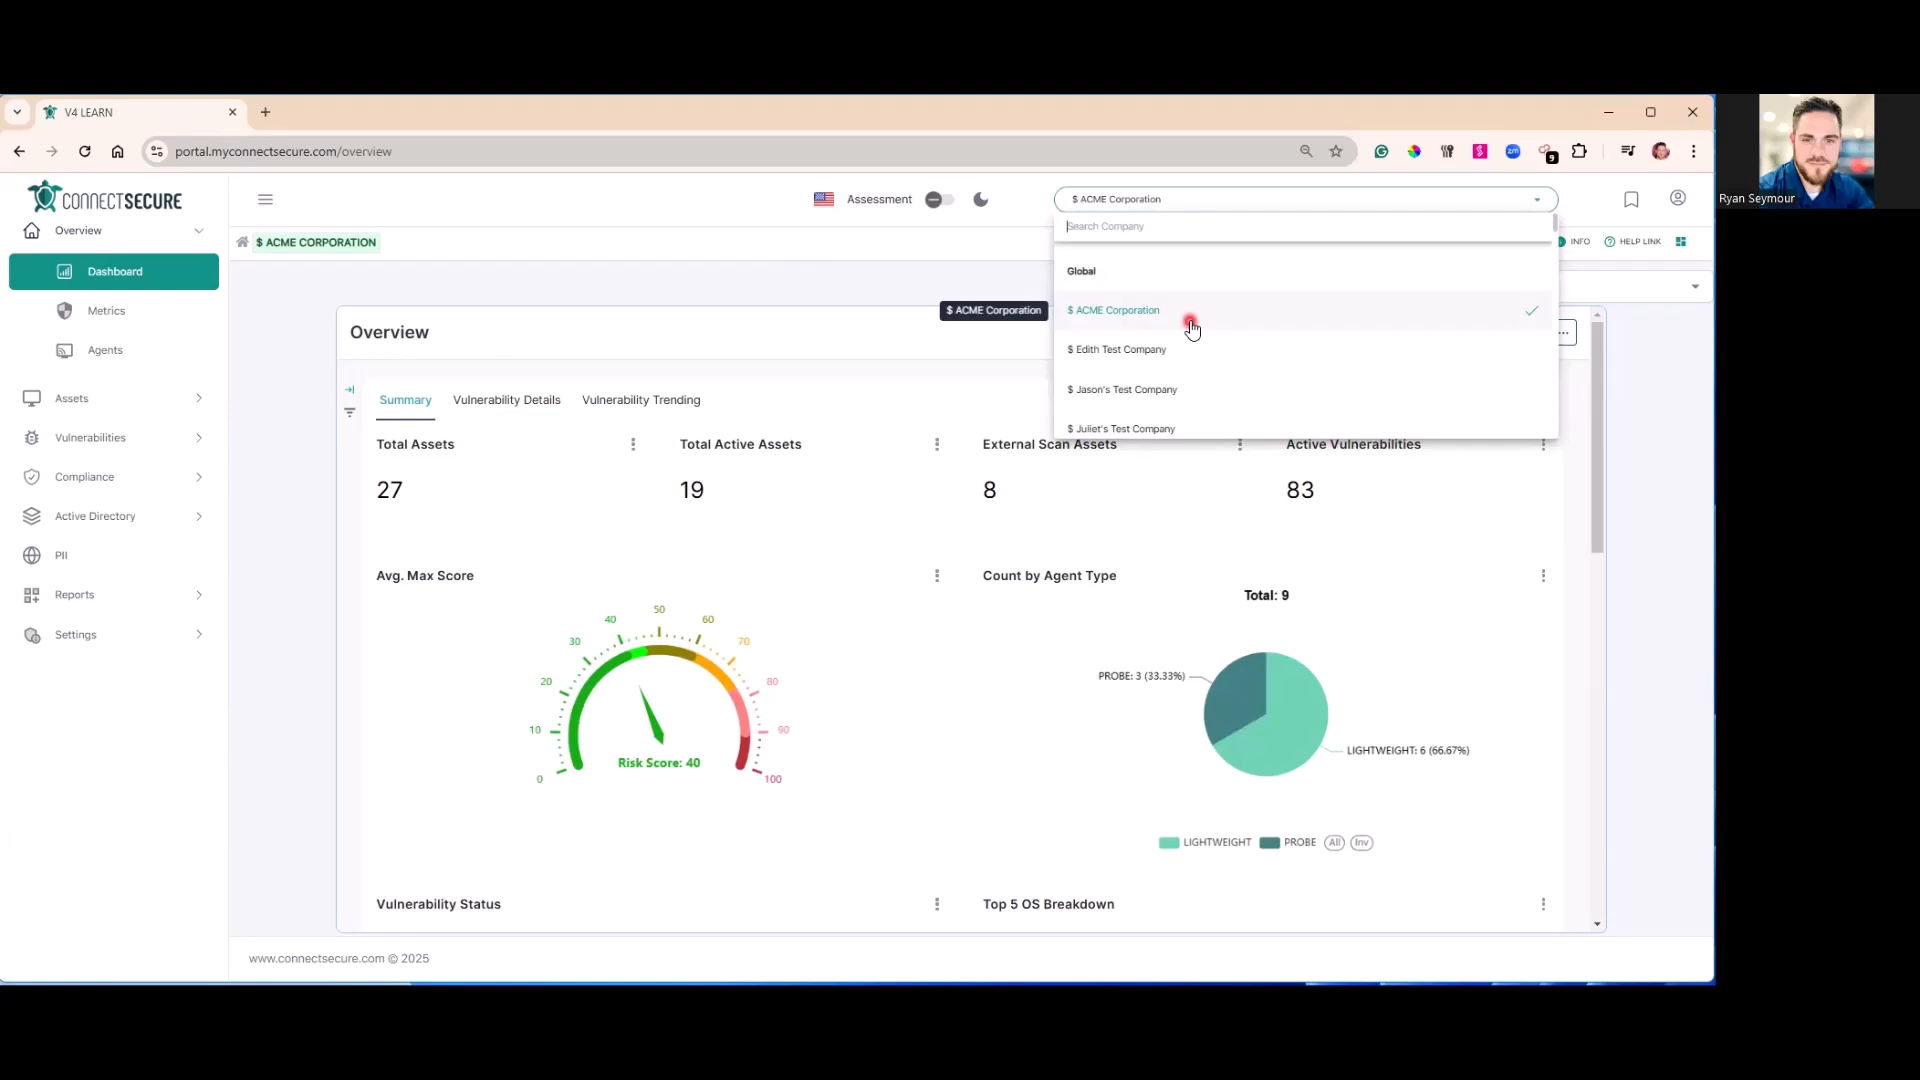 V4 LEARN
portal.myconnectsecure.com/overview
9
Ryan Seymour
CONNECTSECURE
Assessment
$ ACME Corporation
Search Company
Global
$ ACME Corporation
$ Edith Test Company
$ Jason's Test Company
$ Juliet's Test Company
$ ACME CORPORATION
INFO
HELP LINK
$ ACME Corporation
Overview
Dashboard
Metrics
Agents
Assets
Vulnerabilities
Compliance
Active Directory
PII
Reports
Settings
Overview
Summary
Vulnerability Details
Vulnerability Trending
Total Assets
27
Total Active Assets
19
External Scan Assets
8
Active Vulnerabilities
83
Avg. Max Score
0
10
20
30
40
50
60
70
80
90
100
Risk Score: 40
Count by Agent Type
Total: 9
PROBE: 3 (33.33%)
LIGHTWEIGHT: 6 (66.67%)
LIGHTWEIGHT
PROBE
All
Inv
Vulnerability Status
Top 5 OS Breakdown
www.connectsecure.com © 2025